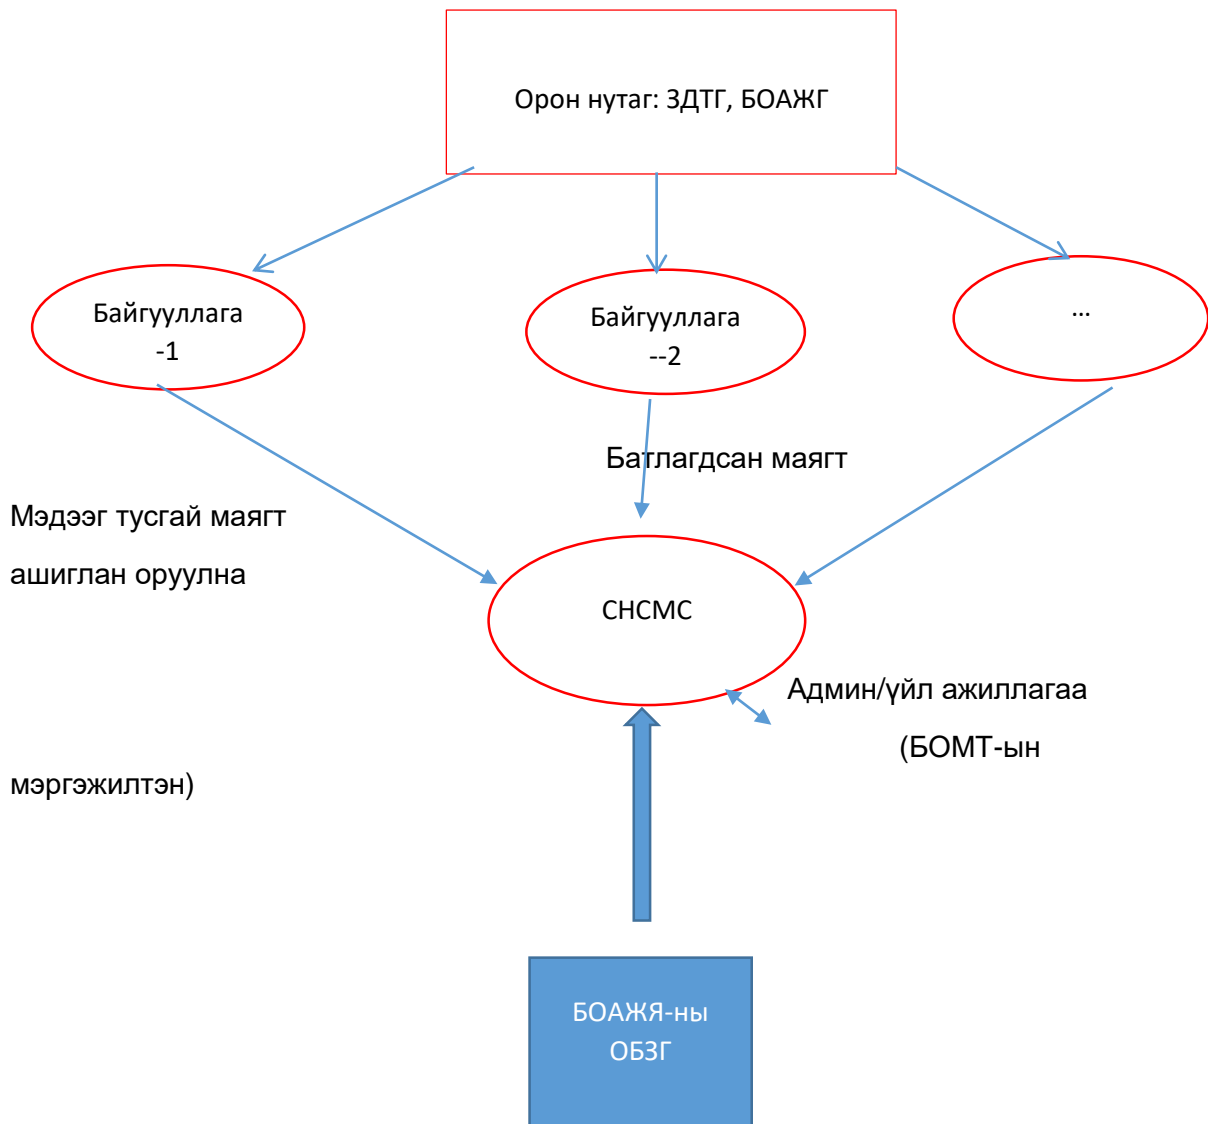 Орон нутаг: ЗДТГ, БОАЖГ
Байгууллага
-1
Байгууллага
--2
...
Батлагдсан маягт
Мэдээг тусгай маягт
ашиглан оруулна
СНСМС
Админ/үйл ажиллагаа
(БОМТ-ын
мэргэжилтэн)
БОАЖЯ-ны
ОБЗГ